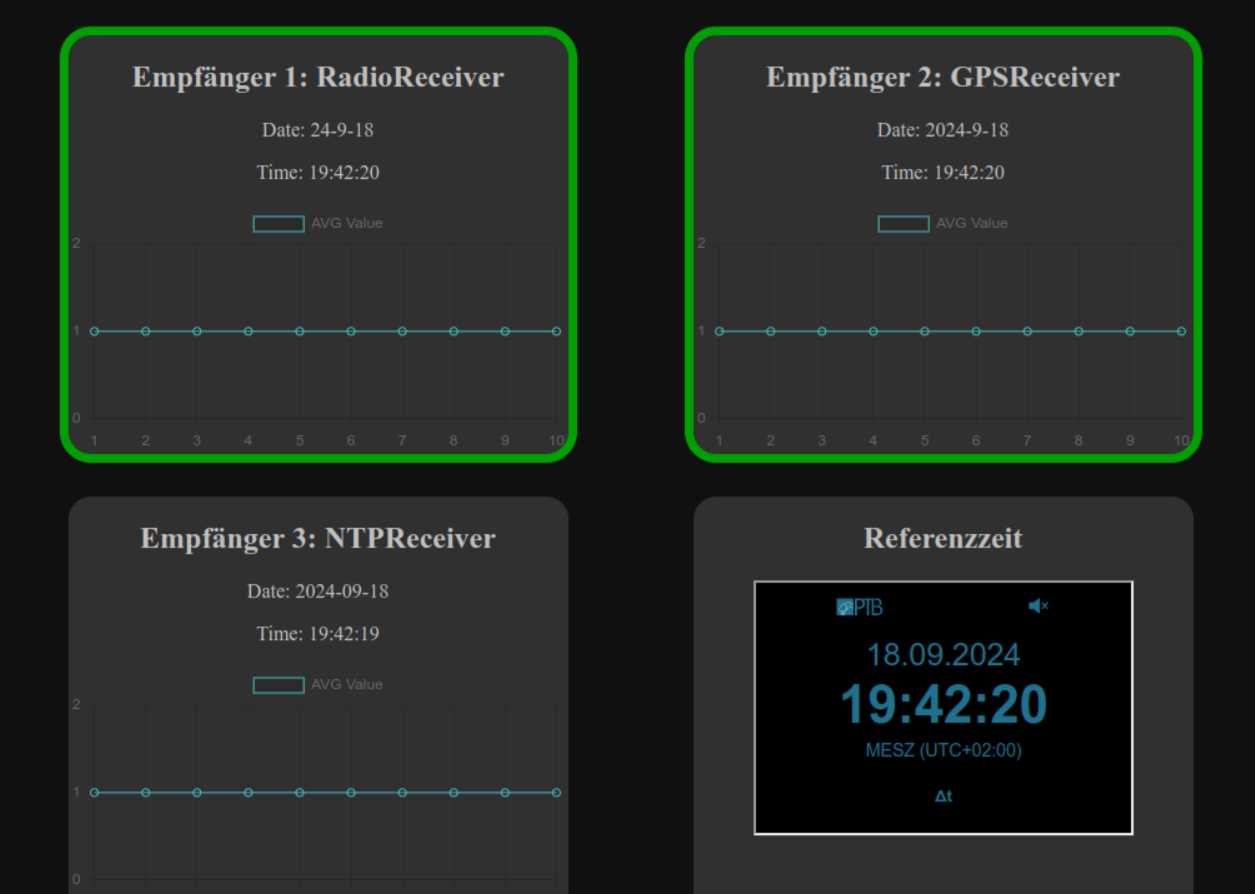 Empfänger 1: RadioReceiver
Date: 24-9-18
Time: 19:42:20
AVG Value
2
1
0
1 2 3 4 5 6 7 8 9 10
Empfänger 2: GPSReceiver
Date: 2024-9-18
Time: 19:42:20
AVG Value
2
1
0
1 2 3 4 5 6 7 8 9 10
Empfänger 3: NTPReceiver
Date: 2024-09-18
Time: 19:42:19
AVG Value
2
1
0
Referenzzeit
PTB
18.09.2024
19:42:20
MESZ (UTC+02:00)
Δt